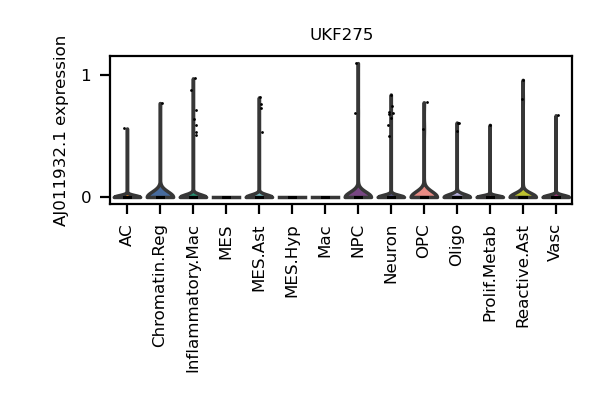 UKF275
AJ011932.1 expression
1
0
AC
Chromatin.Reg
Inflammatory.Mac
MES
MES.Ast
MES.Hyp
Mac
NPC
Neuron
OPC
Oligo
Prolif.Metab
Reactive.Ast
Vasc